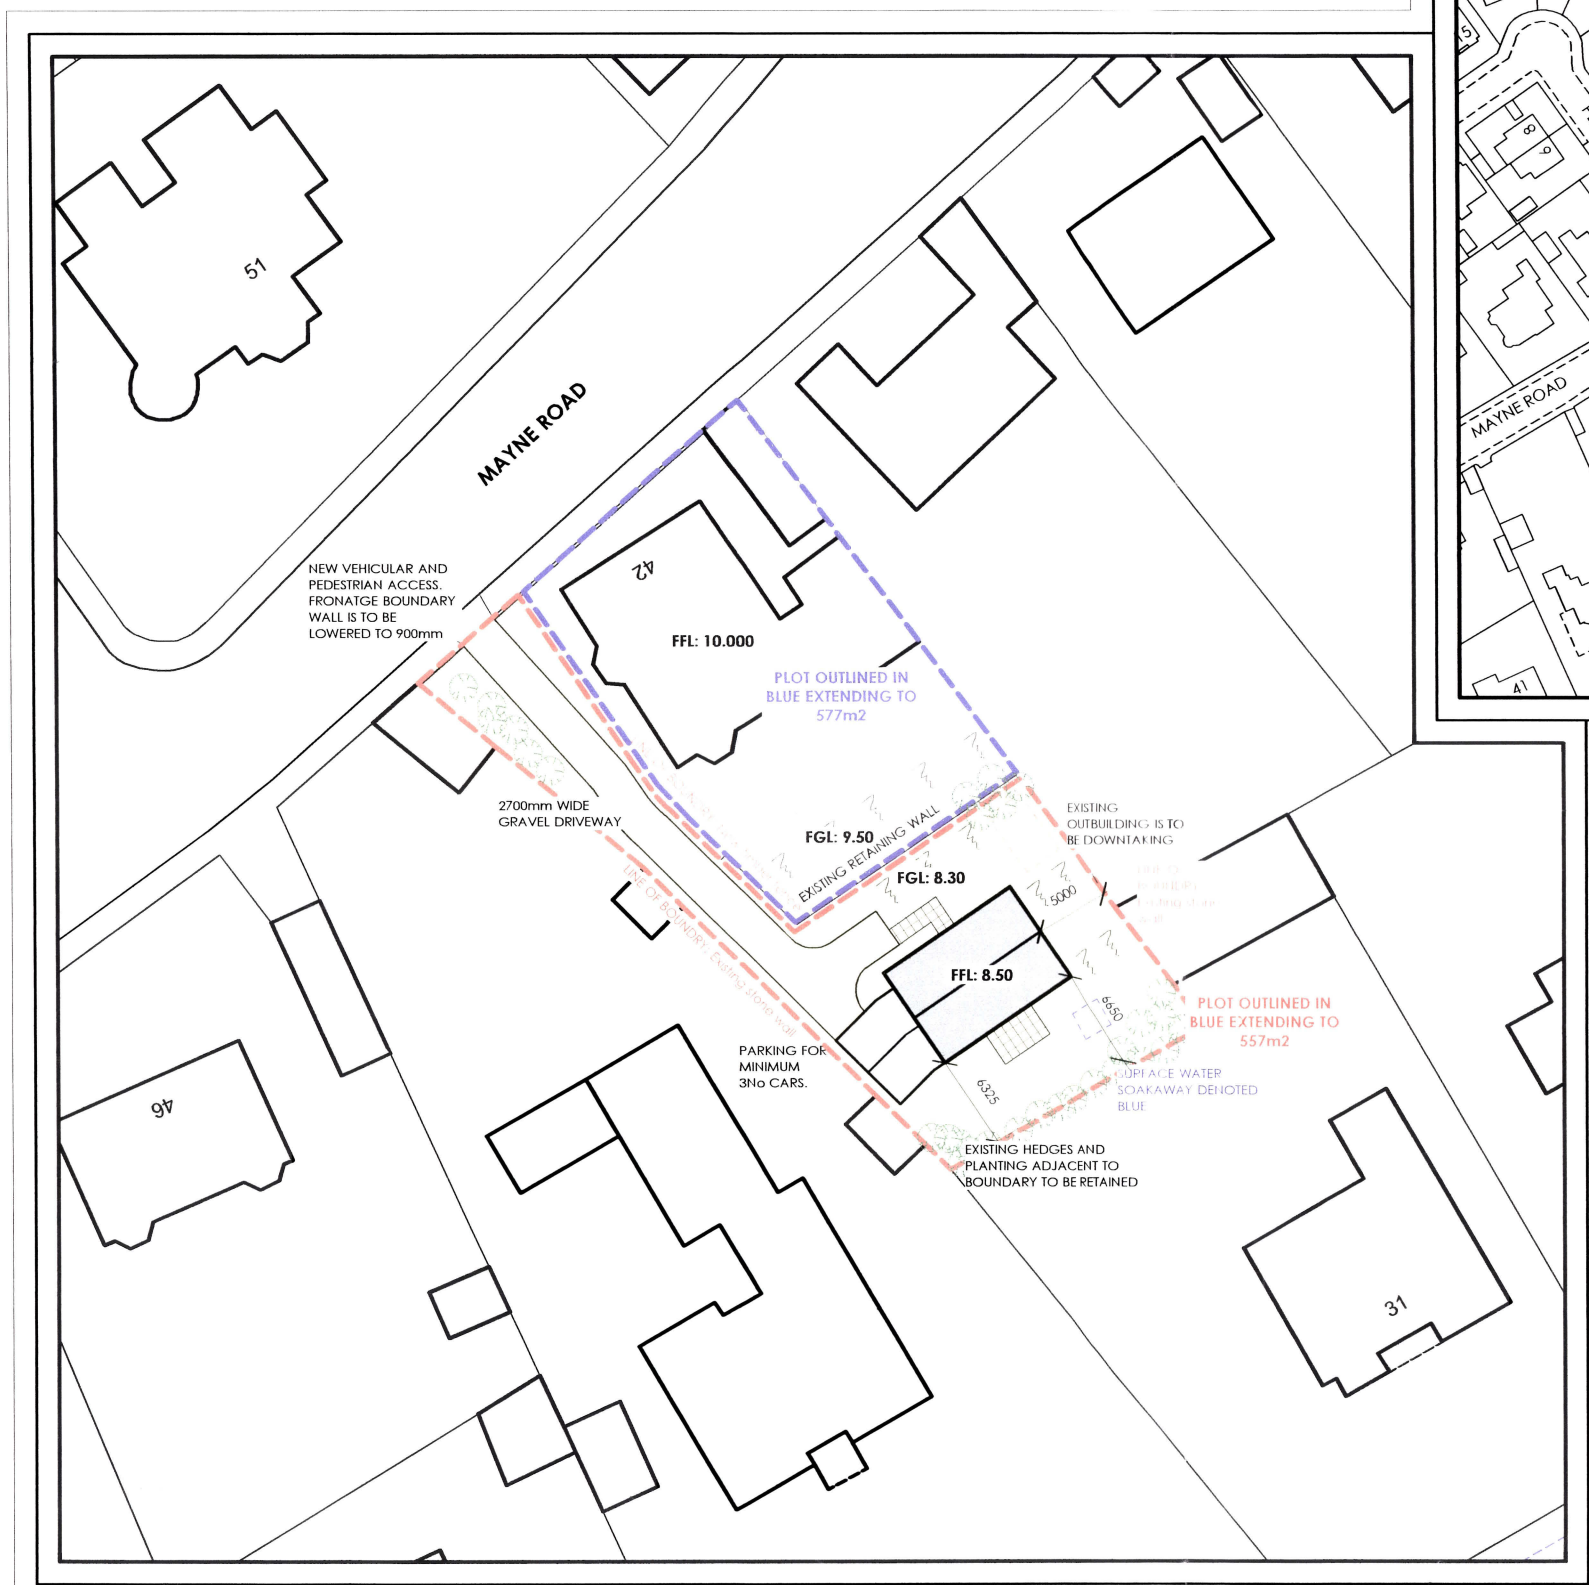 51
MAYNE ROAD
NEW VEHICULAR AND
PEDESTRIAN ACCESS.
FRONATGE BOUNDARY
WALL IS TO BE
LOWERED TO 900mm
42
FFL: 10.000
PLOT OUTLINED IN
BLUE EXTENDING TO
577m2
2700mm WIDE
GRAVEL DRIVEWAY
FGL: 9.50
EXISTING RETAINING WALL
FGL: 8.30
EXISTING
OUTBUILDING IS TO
BE DOWNTAKING
5000
LINE OF BOUNDRY. Existing stone wall
FFL: 8.50
6650
PLOT OUTLINED IN
BLUE EXTENDING TO
557m2
PARKING FOR
MINIMUM
3No CARS.
6325
SURFACE WATER
SOAKAWAY DENOTED
BLUE
EXISTING HEDGES AND
PLANTING ADJACENT TO
BOUNDARY TO BE RETAINED
46
31
15
8
MAYNE ROAD
41